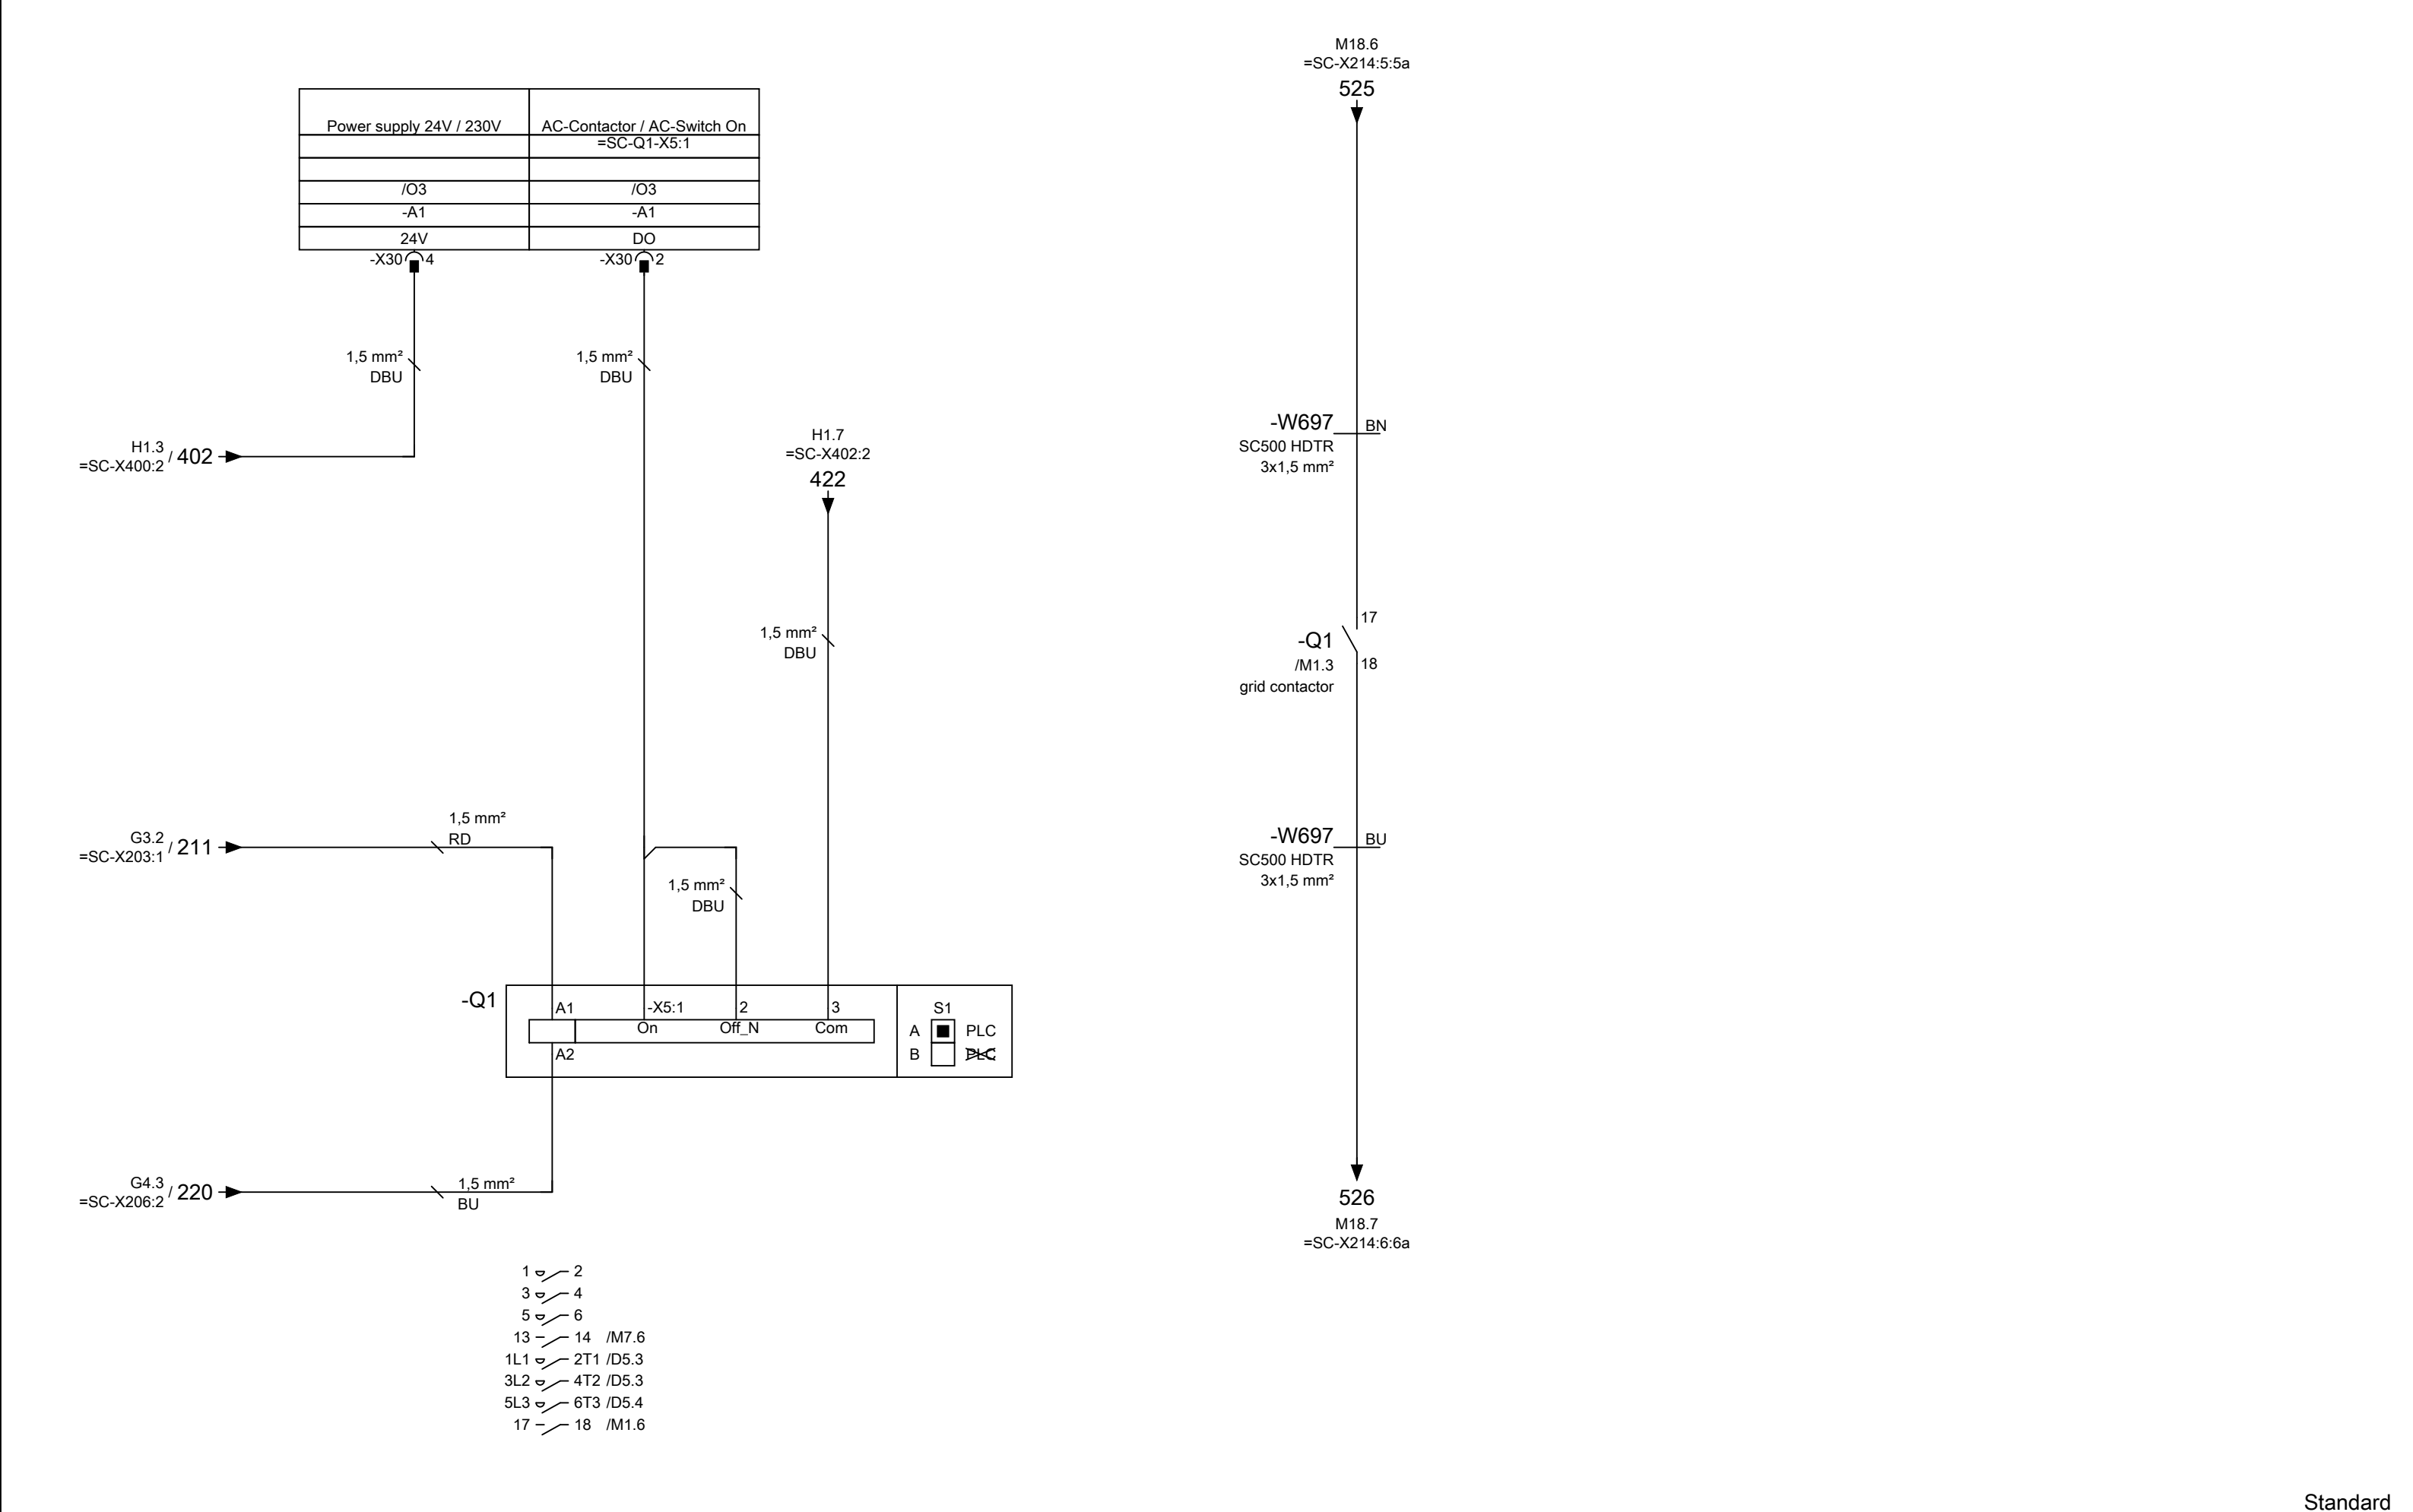 M18.6
=SC-X214:5:5a
525
Power supply 24V / 230V AC-Contactor / AC-Switch On
=SC-Q1-X5:1
/O3 /O3
-A1 -A1
24V DO
-X30 4 -X30 2
1,5 mm² 1,5 mm²
DBU DBU
H1.3
=SC-X400:2 / 402
H1.7
=SC-X402:2
422
-W697 BN
SC500 HDTR
3x1,5 mm²
1,5 mm²
DBU
17
-Q1
18
/M1.3
grid contactor
1,5 mm²
RD
G3.2
=SC-X203:1 / 211
1,5 mm²
DBU
-W697 BU
SC500 HDTR
3x1,5 mm²
-Q1
A1 -X5:1 2 3 S1
On Off_N Com A PLC
A2 B PLC
G4.3
=SC-X206:2 / 220
1,5 mm²
BU
526
M18.7
=SC-X214:6:6a
1 2
3 4
5 6
13 14 /M7.6
1L1 2T1 /D5.3
3L2 4T2 /D5.3
5L3 6T3 /D5.4
17 18 /M1.6
Standard